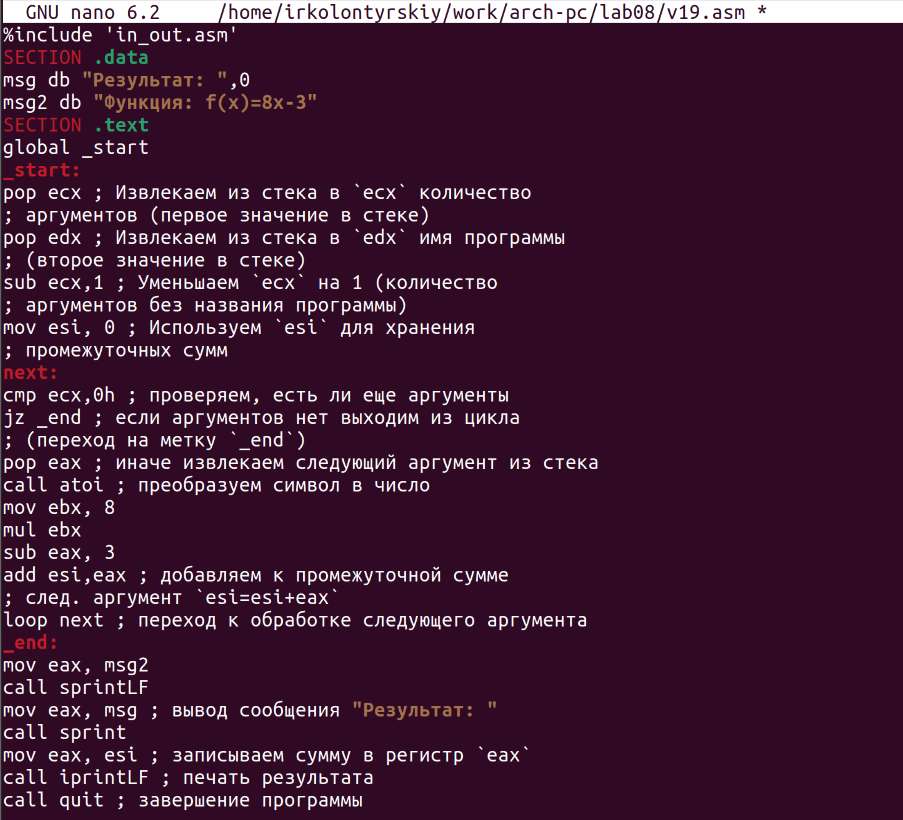 GNU nano 6.2 /home/irkolontyrskiy/work/arch-pc/lab08/v19.asm *
%include 'in_out.asm'
SECTION .data
msg db "Результат: ",0
msg2 db "Функция: f(x)=8x-3"
SECTION .text
global _start
_start:
pop ecx ; Извлекаем из стека в `ecx` количество
; аргументов (первое значение в стеке)
pop edx ; Извлекаем из стека в `edx` имя программы
; (второе значение в стеке)
sub ecx,1 ; Уменьшаем `ecx` на 1 (количество
; аргументов без названия программы)
mov esi, 0 ; Используем `esi` для хранения
; промежуточных сумм
next:
cmp ecx,0h ; проверяем, есть ли еще аргументы
jz _end ; если аргументов нет выходим из цикла
; (переход на метку `_end`)
pop eax ; иначе извлекаем следующий аргумент из стека
call atoi ; преобразуем символ в число
mov ebx, 8
mul ebx
sub eax, 3
add esi,eax ; добавляем к промежуточной сумме
; след. аргумент `esi=esi+eax`
loop next ; переход к обработке следующего аргумента
_end:
mov eax, msg2
call sprintLF
mov eax, msg ; вывод сообщения "Результат: "
call sprint
mov eax, esi ; записываем сумму в регистр `eax`
call iprintLF ; печать результата
call quit ; завершение программы